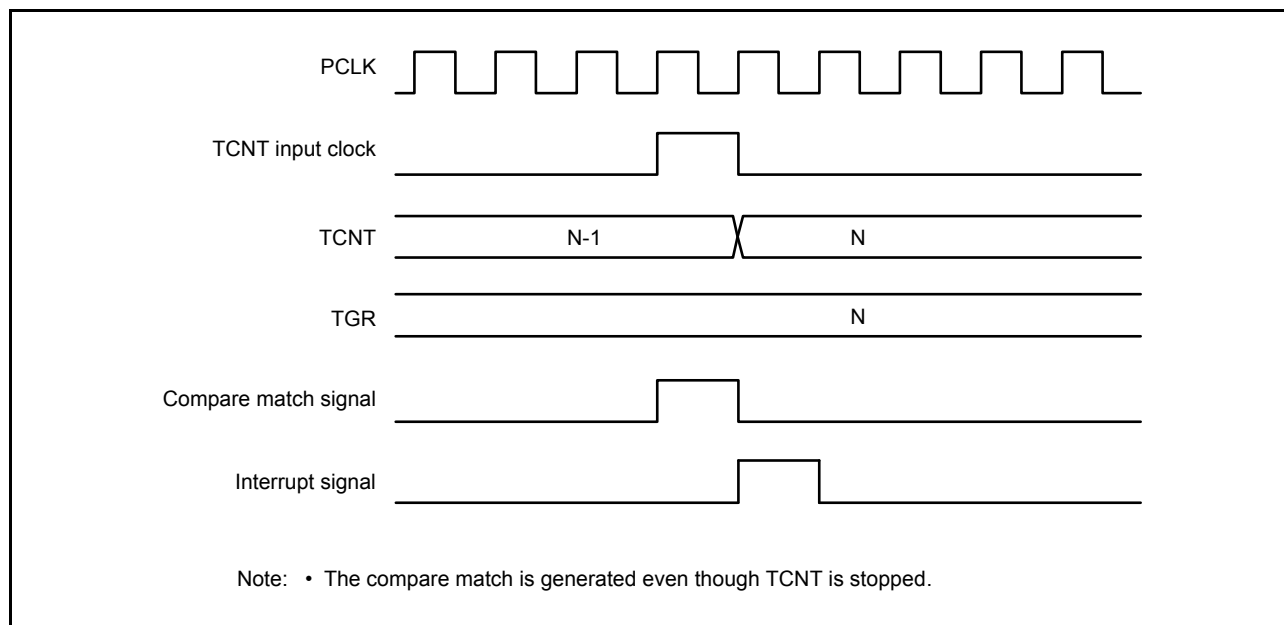 PCLK
TCNT input clock
TCNT
N-1
N
TGR
N
Compare match signal
Interrupt signal
Note: • The compare match is generated even though TCNT is stopped.